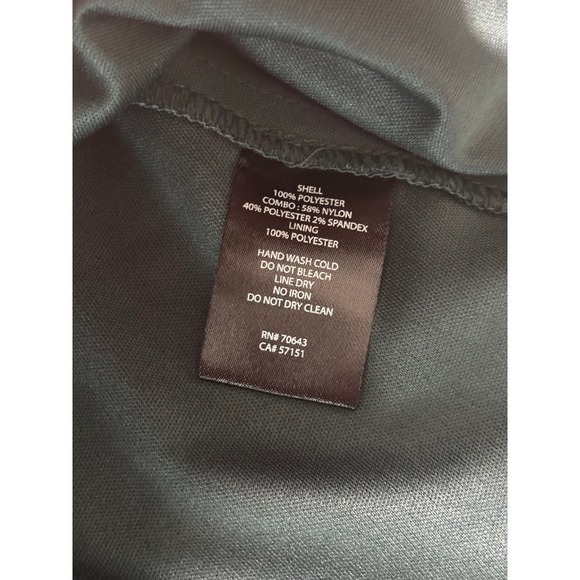 SHELL
100% POLYESTER
COMBO : 58% NYLON
40% POLYESTER 2% SPANDEX
LINING
100% POLYESTER
HAND WASH COLD
DO NOT BLEACH
LINE DRY
NO IRON
DO NOT DRY CLEAN
RN# 70643
CA# 57151